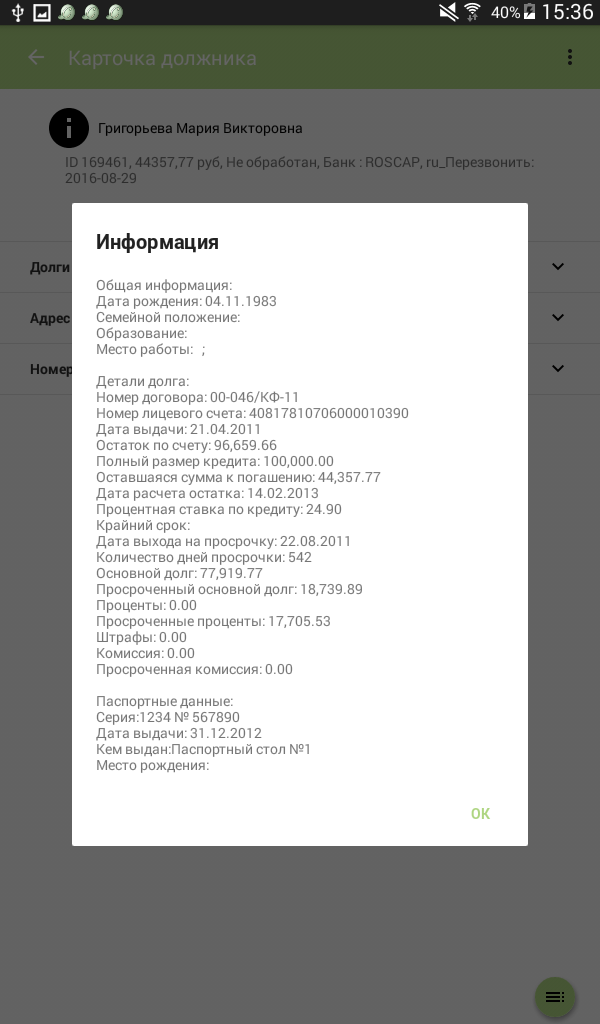 40% 15:36
Карточка должника
Григорьева Мария Викторовна
ID 169461, 44357,77 руб, Не обработан, Банк : ROSCAP, ru_Перезвонить:
2016-08-29
Информация
Долги
Адрес
Номер
Общая информация:
Дата рождения: 04.11.1983
Семейной положение:
Образование:
Место работы:   ;
Детали долга:
Номер договора: 00-046/КФ-11
Номер лицевого счета: 40817810706000010390
Дата выдачи: 21.04.2011
Остаток по счету: 96,659.66
Полный размер кредита: 100,000.00
Оставшаяся сумма к погашению: 44,357.77
Дата расчета остатка: 14.02.2013
Процентная ставка по кредиту: 24.90
Крайний срок:
Дата выхода на просрочку: 22.08.2011
Количество дней просрочки: 542
Основной долг: 77,919.77
Просроченный основной долг: 18,739.89
Проценты: 0.00
Просроченные проценты: 17,705.53
Штрафы: 0.00
Комиссия: 0.00
Просроченная комиссия: 0.00
Паспортные данные:
Серия:1234 № 567890
Дата выдачи: 31.12.2012
Кем выдан:Паспортный стол №1
Место рождения:
ОК